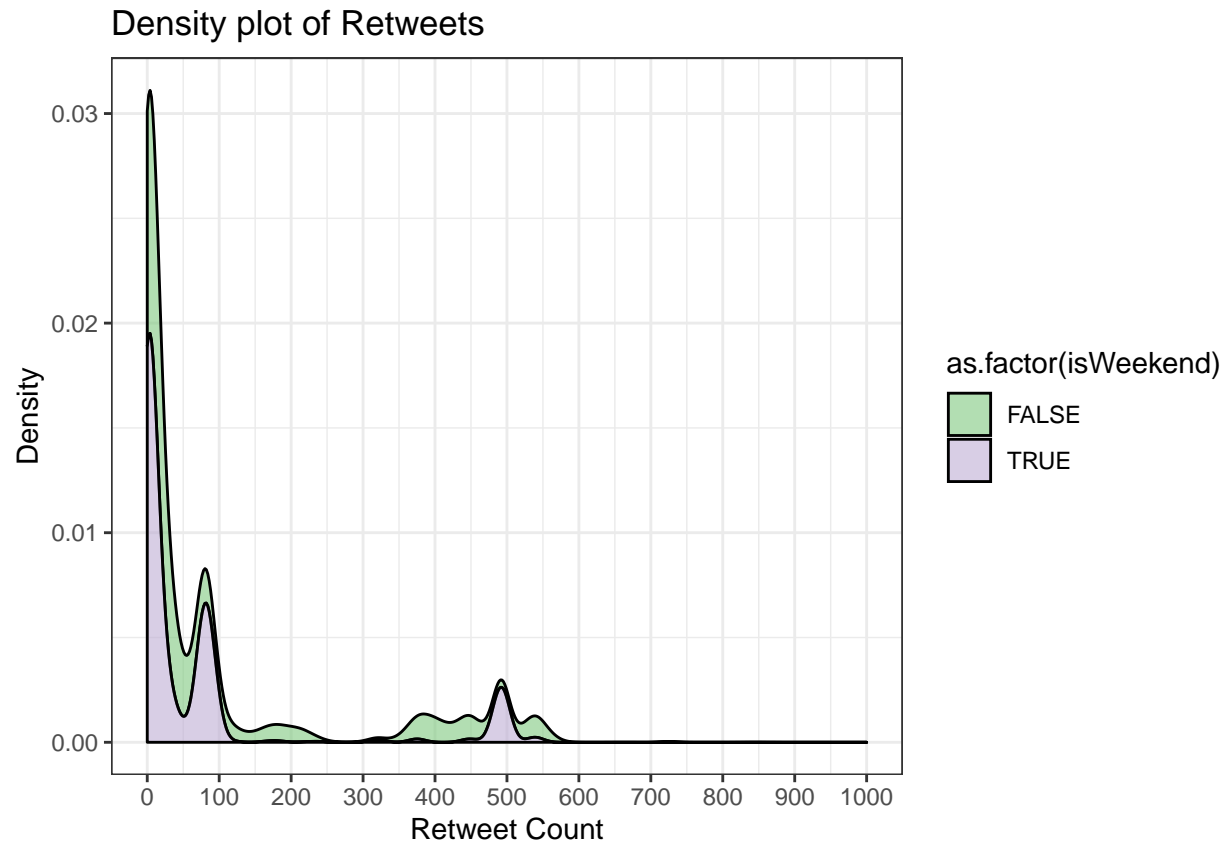 Density plot of Retweets
0.03
0.02
0.01
0.00
Density
0 100 200 300 400 500 600 700 800 900 1000
Retweet Count
as.factor(isWeekend)
FALSE
TRUE